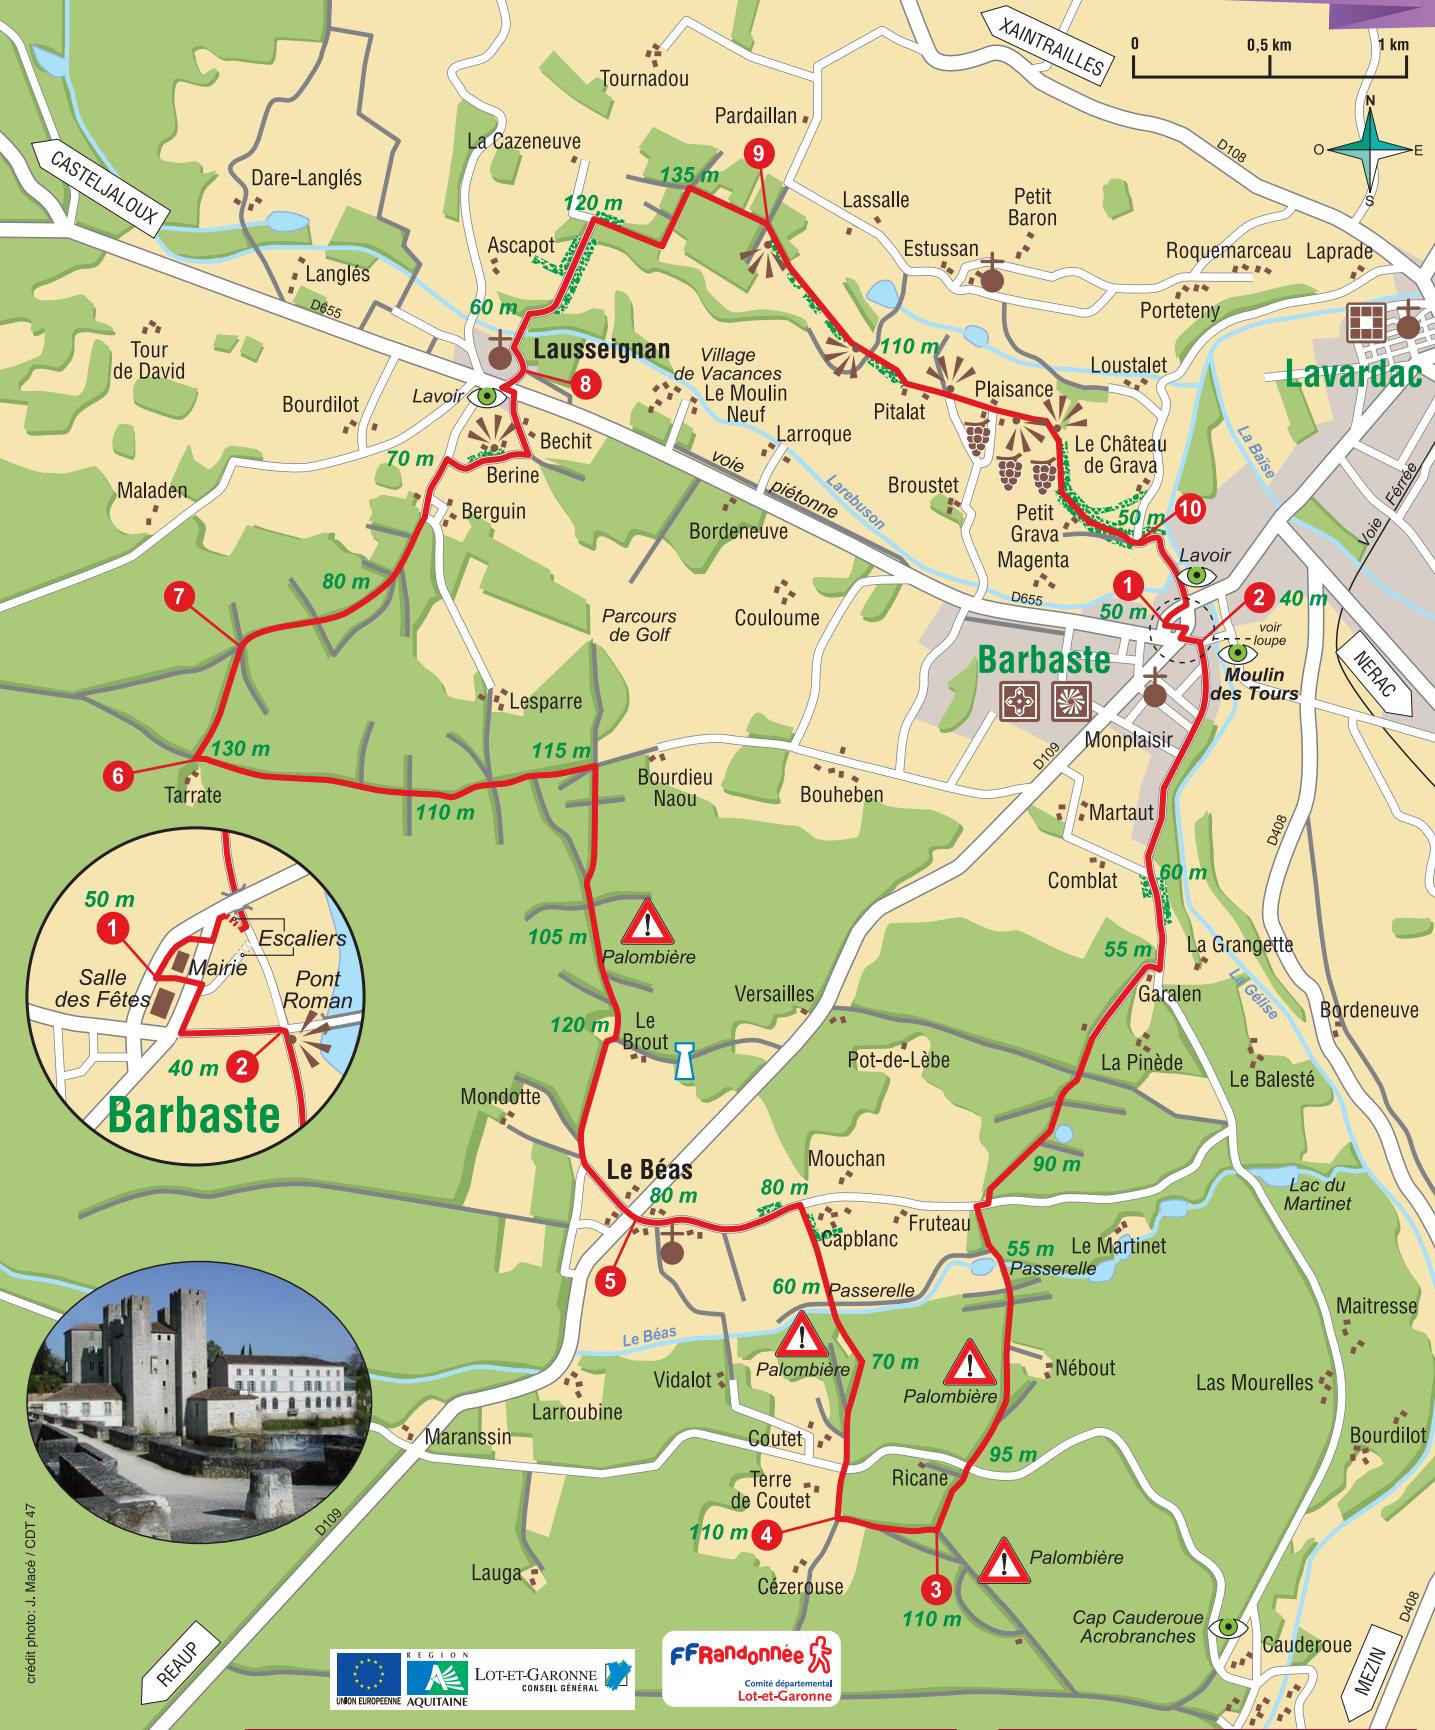 XAINTRAILLES
0
0,5 km
1 km
N
O
E
S
Tournadou
Pardaillan
9
La Cazeneuve
135 m
D108
CASTELJALOUX
Dare-Langlés
120 m
Lassalle
Petit
Baron
Ascapot
Estussan
Roquemarceau
Laprade
Langlés
60 m
Porteteny
D655
Tour
de David
Lausseignan
Village
de Vacances
110 m
Loustalet
Lavardac
8
Lavoir
Le Moulin
Neuf
Pitalat
Plaisance
Bourdilot
Bechit
Larroque
Le Château
de Grava
La Baïse
70 m
Berine
voie
piétonne
Larebuson
Broustet
Voie Ferrée
Maladen
Berguin
Bordeneuve
Petit
Grava
50 m
10
Magenta
Lavoir
80 m
7
D655
1
50 m
2
40 m
Parcours
de Golf
Couloume
voir
loupe
Barbaste
Moulin
des Tours
NERAC
Lesparre
130 m
115 m
Monplaisir
6
Tarrate
Bourdieu
Naou
Bouheben
D109
110 m
Martaut
D408
Comblat
60 m
50 m
1
Escaliers
Mairie
Salle
des Fêtes
Pont
Roman
40 m
2
Barbaste
105 m
Palombière
55 m
La Grangette
Garalen
La Gélise
Versailles
Bordeneuve
120 m
Le
Brout
Pot-de-Lèbe
La Pinède
Le Balesté
Mondotte
Le Béas
80 m
Mouchan
90 m
80 m
Lac du
Martinet
Fruteau
Capblanc
55 m
Le Martinet
Passerelle
5
60 m
Passerelle
Maitresse
Le Béas
Palombière
70 m
Palombière
Nébout
Vidalot
Las Mourelles
Larroubine
Maranssin
Coutet
95 m
Bourdilot
Ricane
Terre
de Coutet
110 m
4
D109
Palombière
Lauga
Cézerouse
3
110 m
Cap Cauderoue
Acrobranches
D408
Cauderoue
REAUP
MEZIN
crédit photo: J. Macé / CDT 47
UNION EUROPEENNE
REGION
AQUITAINE
LOT-ET-GARONNE
CONSEIL GÉNÉRAL
FFRandonnée
Comité départemental
Lot-et-Garonne